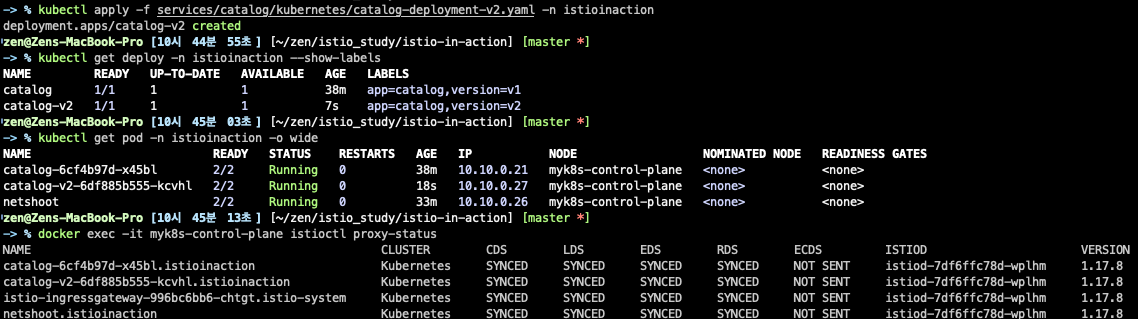 -> % kubectl apply -f services/catalog/kubernetes/catalog-deployment-v2.yaml -n istioinaction
deployment.apps/catalog-v2 created
zen@Zens-MacBook-Pro [10시 44분 55초] [~/zen/istio_study/istio-in-action] [master *]
-> % kubectl get deploy -n istioinaction --show-labels
NAME READY UP-TO-DATE AVAILABLE AGE LABELS
catalog 1/1 1 1 38m app=catalog,version=v1
catalog-v2 1/1 1 1 7s app=catalog,version=v2
zen@Zens-MacBook-Pro [10시 45분 03초] [~/zen/istio_study/istio-in-action] [master *]
-> % kubectl get pod -n istioinaction -o wide
NAME READY STATUS RESTARTS AGE IP NODE NOMINATED NODE READINESS GATES
catalog-6cf4b97d-x45bl 2/2 Running 0 38m 10.10.0.21 myk8s-control-plane <none> <none>
catalog-v2-6df885b555-kcvhl 2/2 Running 0 18s 10.10.0.27 myk8s-control-plane <none> <none>
netshoot 2/2 Running 0 33m 10.10.0.26 myk8s-control-plane <none> <none>
zen@Zens-MacBook-Pro [10시 45분 13초] [~/zen/istio_study/istio-in-action] [master *]
-> % docker exec -it myk8s-control-plane istioctl proxy-status
NAME CLUSTER CDS LDS EDS RDS ECDS ISTIOD VERSION
catalog-6cf4b97d-x45bl.istioinaction Kubernetes SYNCED SYNCED SYNCED SYNCED NOT SENT istiod-7df6ffc78d-wplhm 1.17.8
catalog-v2-6df885b555-kcvhl.istioinaction Kubernetes SYNCED SYNCED SYNCED SYNCED NOT SENT istiod-7df6ffc78d-wplhm 1.17.8
istio-ingressgateway-996bc6bb6-chtgt.istio-system Kubernetes SYNCED SYNCED SYNCED SYNCED NOT SENT istiod-7df6ffc78d-wplhm 1.17.8
netshoot.istioinaction Kubernetes SYNCED SYNCED SYNCED SYNCED NOT SENT istiod-7df6ffc78d-wplhm 1.17.8